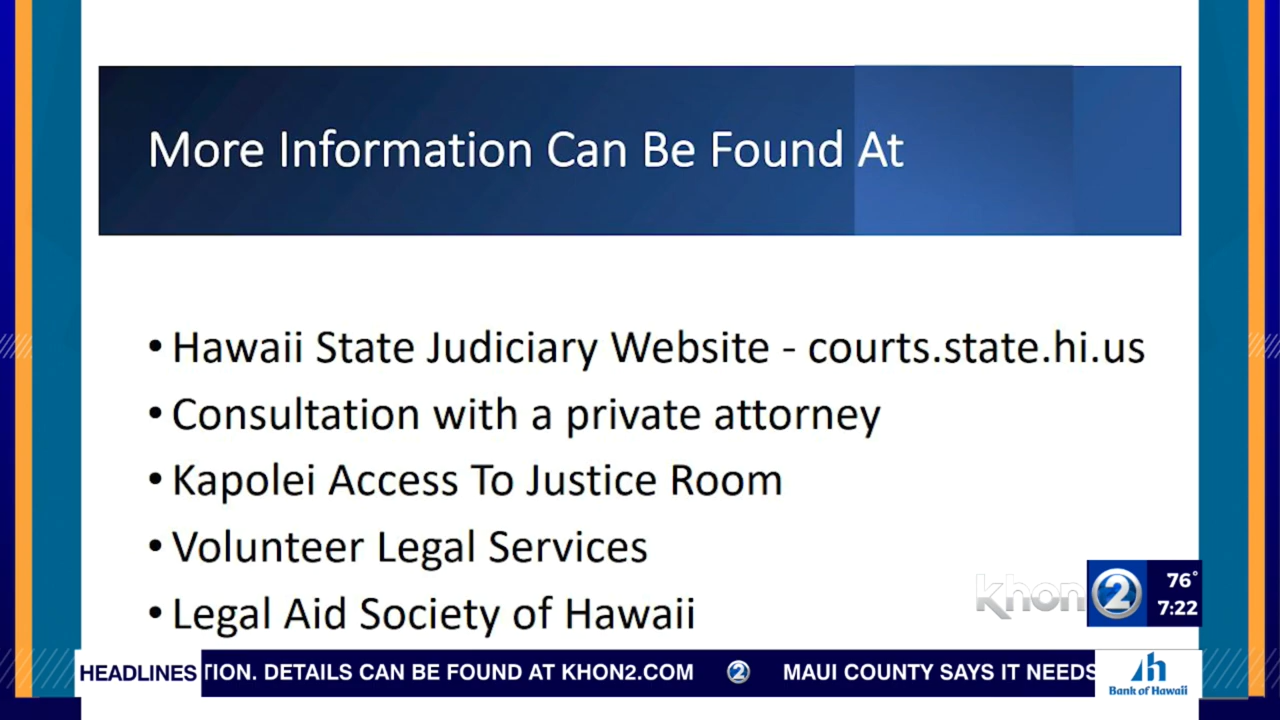 More Information Can Be Found At
• Hawaii State Judiciary Website - courts.state.hi.us
• Consultation with a private attorney
• Kapolei Access To Justice Room
• Volunteer Legal Services
• Legal Aid Society of Hawaii
khon 2 76°
7:22
HEADLINES TION. DETAILS CAN BE FOUND AT KHON2.COM 2 MAUI COUNTY SAYS IT NEEDS
Bank of Hawaii